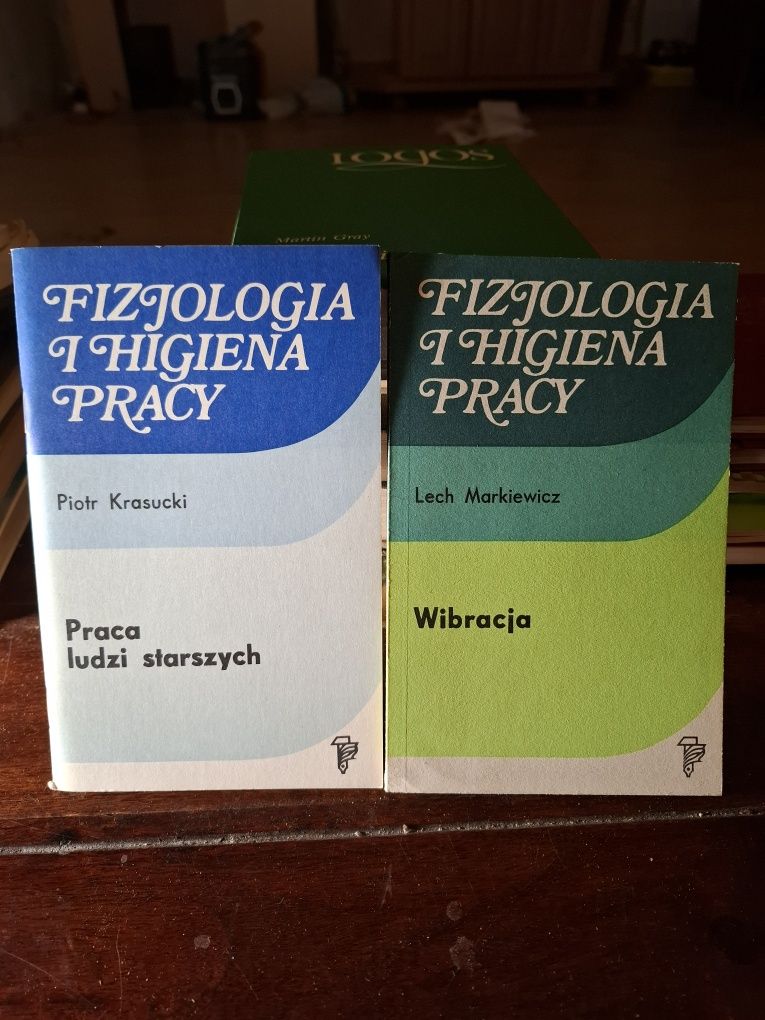 LOGOS
Martin Gray
FIZJOLOGIA
I HIGIENA
PRACY
Piotr Krasucki
Praca
ludzi starszych
FIZJOLOGIA
I HIGIENA
PRACY
Lech Markiewicz
Wibracja